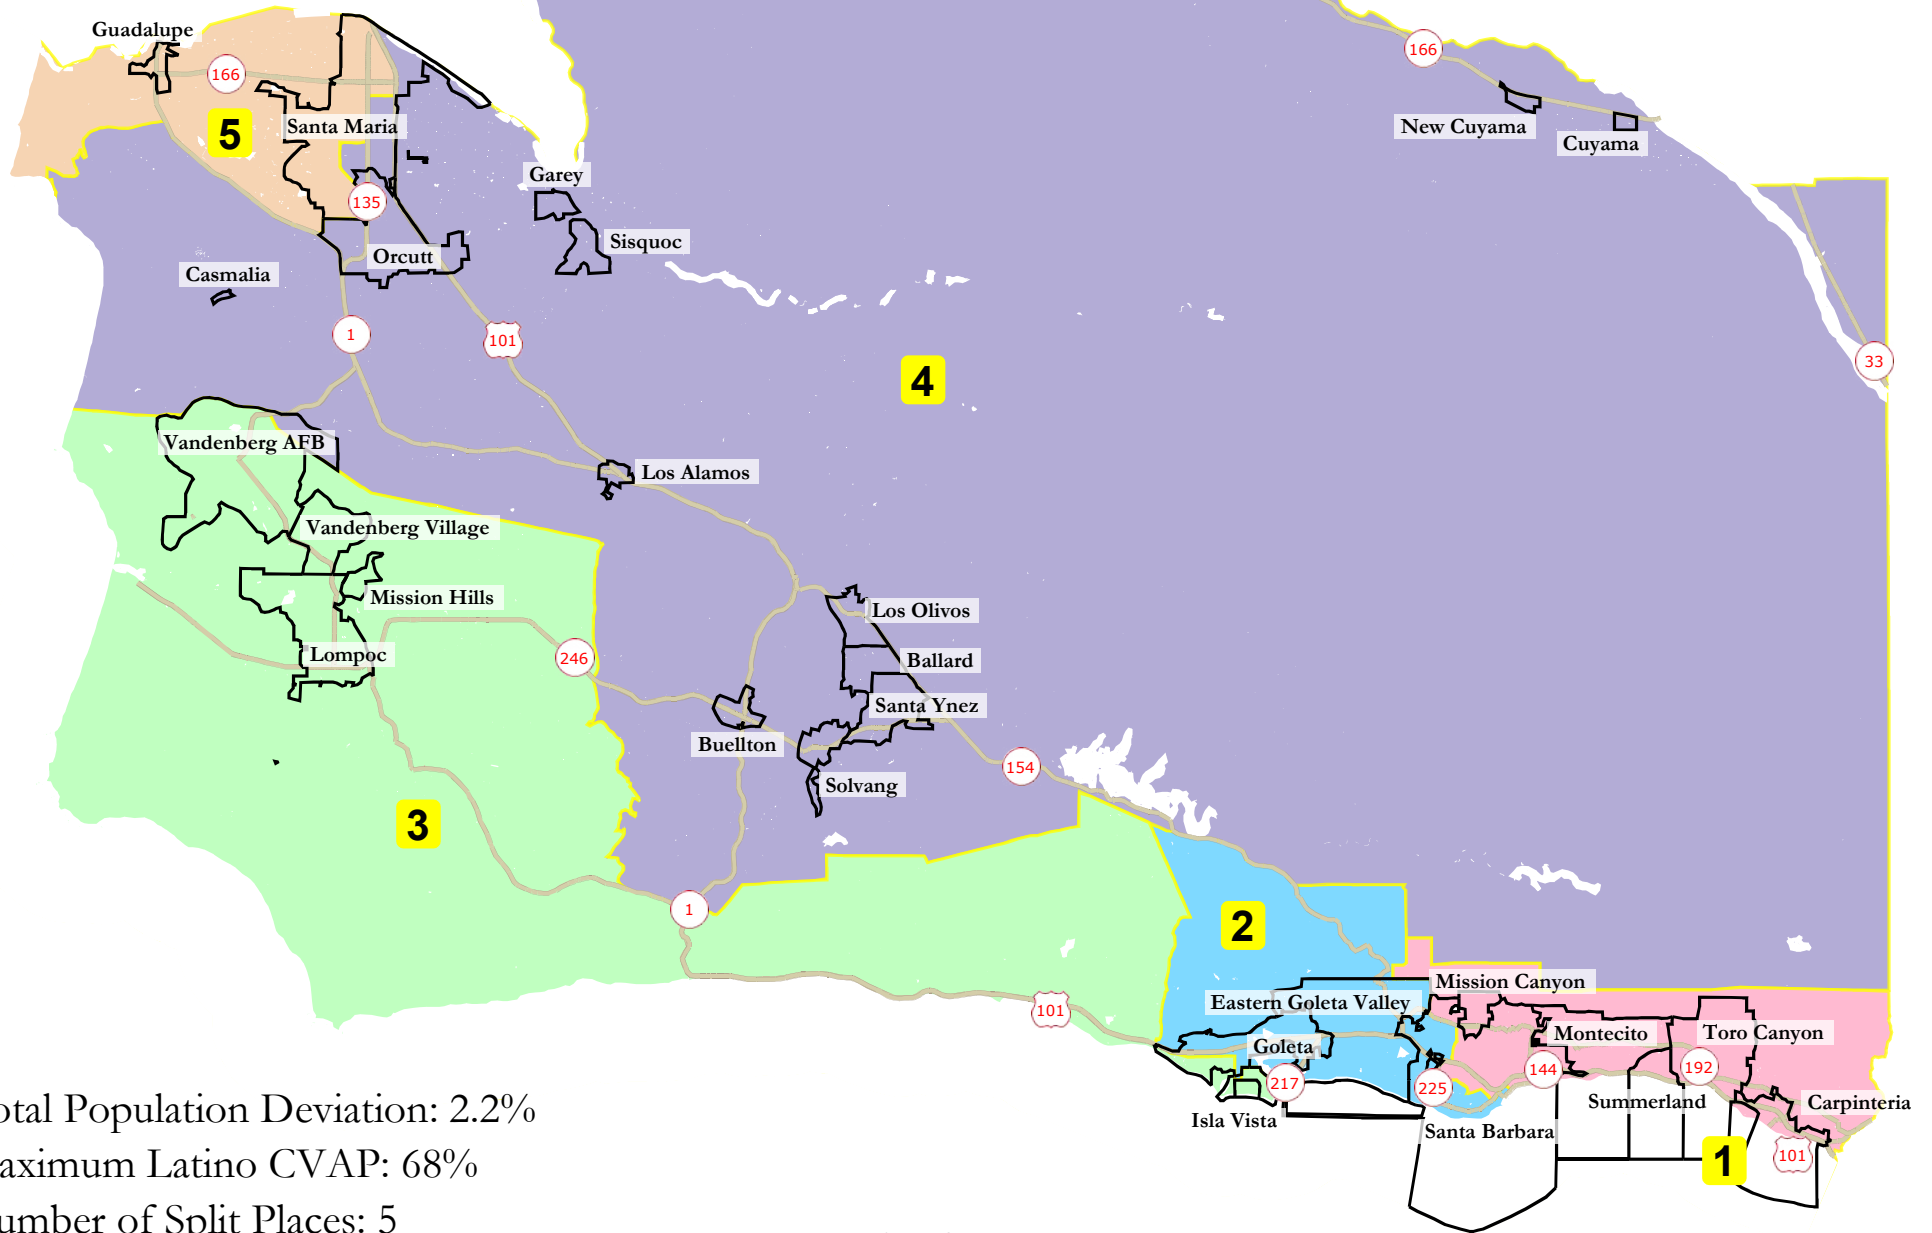 Guadalupe
166
166
5
Santa Maria
New Cuyama
Cuyama
Garey
135
Sisquoc
Orcutt
Casmalia
1
101
33
4
Vandenberg AFB
Los Alamos
Vandenberg Village
Mission Hills
Los Olivos
Lompoc
246
Ballard
Santa Ynez
Buellton
154
Solvang
3
1
2
Mission Canyon
101
Eastern Goleta Valley
Montecito
Toro Canyon
Goleta
144
192
217
225
Summerland
Carpinteria
Isla Vista
Santa Barbara
1
101
otal Population Deviation: 2.2%
aximum Latino CVAP: 68%
umber of Split Places: 5